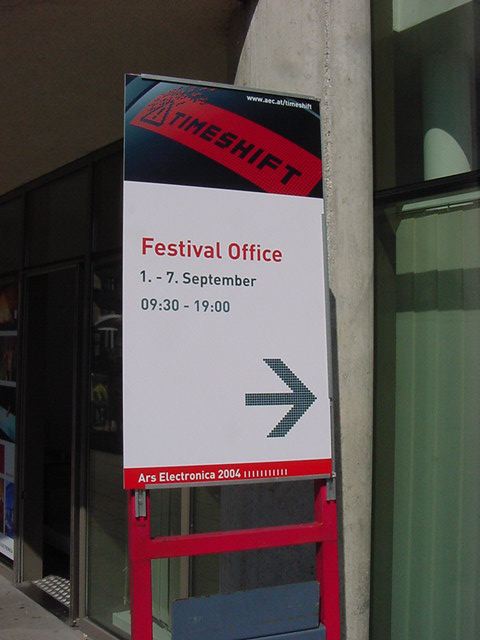 www.aec.at/timeshift
TIMESHIFT
Festival Office
1. - 7. September
09:30 - 19:00
Ars Electronica 2004